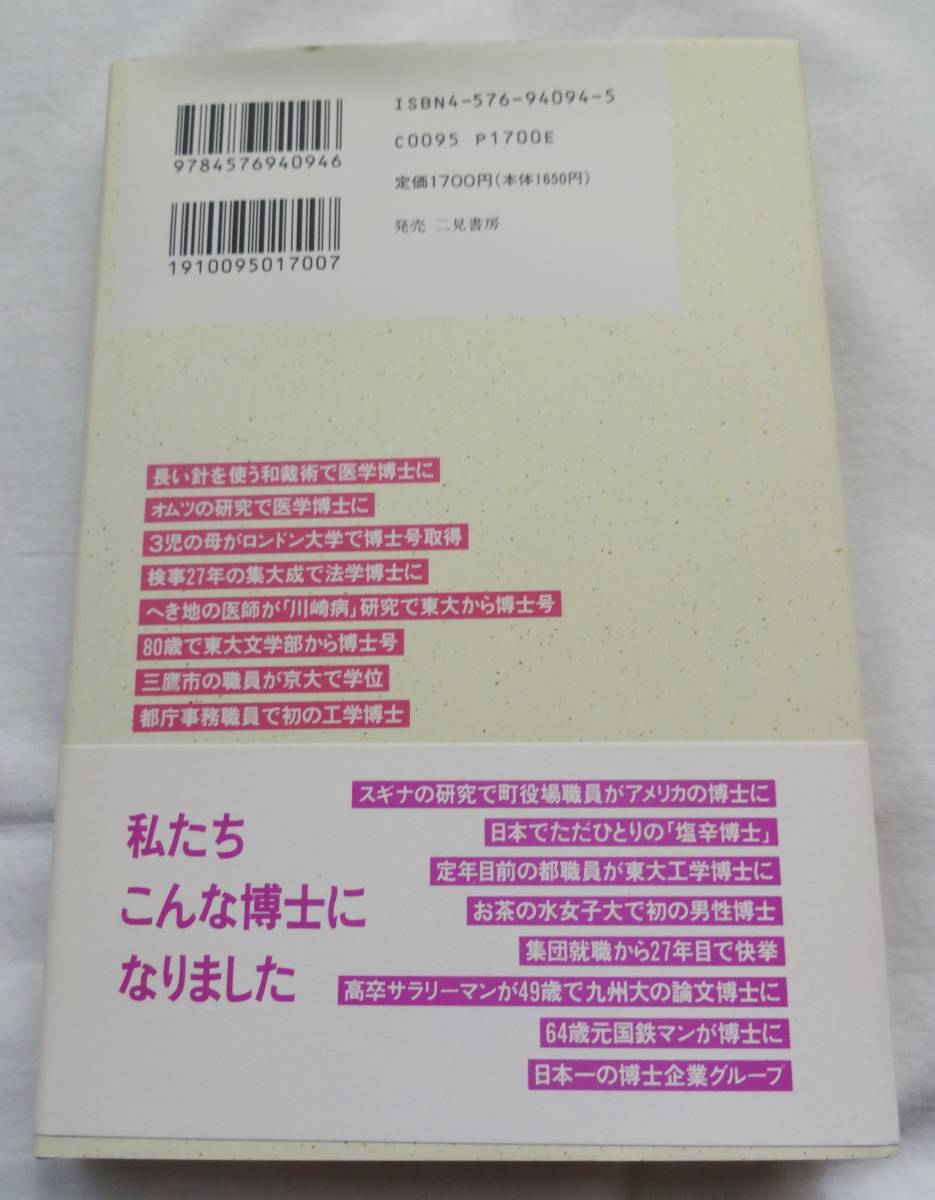 ISBN4-576-94094-5
9784576940946
C0095 P1700E
定価1700円(本体1650円)
発売 二見書房
1910095017007
長い針を使う和裁術で医学博士に
オムツの研究で医学博士に
3児の母がロンドン大学で博士号取得
検事27年の集大成で法学博士に
へき地の医師が「川崎病」研究で東大から博士号
80歳で東大文学部から博士号
三鷹市の職員が京大で学位
都庁事務職員で初の工学博士
私たち
こんな博士に
なりました
スギナの研究で町役場職員がアメリカの博士に
日本でただひとりの「塩辛博士」
定年目前の都職員が東大工学博士に
お茶の水女子大で初の男性博士
集団就職から27年目で快挙
高卒サラリーマンが49歳で九州大の論文博士に
64歳元国鉄マンが博士に
日本一の博士企業グループ